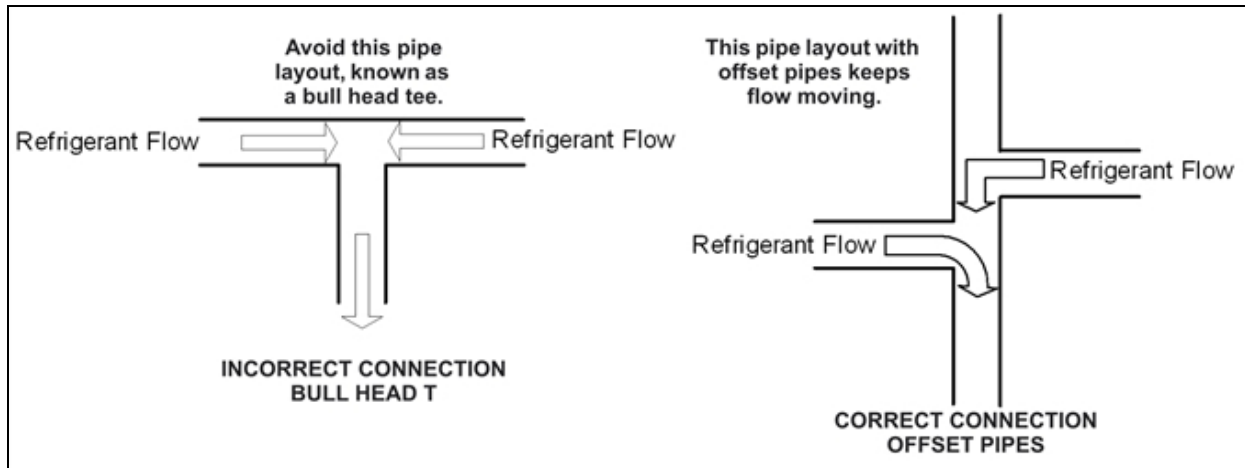 Avoid this pipe
layout, known as
a bull head tee.
Refrigerant Flow
Refrigerant Flow
INCORRECT CONNECTION
BULL HEAD T
This pipe layout with
offset pipes keeps
flow moving.
Refrigerant Flow
Refrigerant Flow
CORRECT CONNECTION
OFFSET PIPES